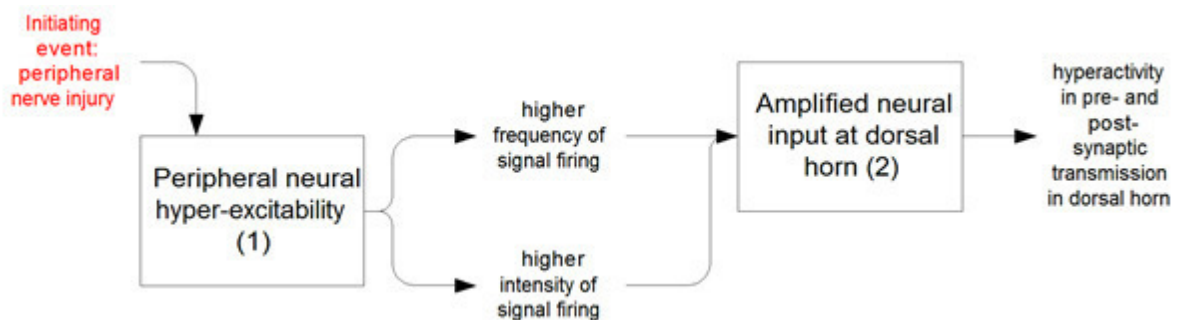 Initiating
event:
peripheral
nerve injury
Peripheral neural
hyper-excitability
(1)
higher
frequency of
signal firing
higher
intensity of
signal firing
Amplified neural
input at dorsal
horn (2)
hyperactivity
in pre- and
post-
synaptic
transmission
in dorsal horn